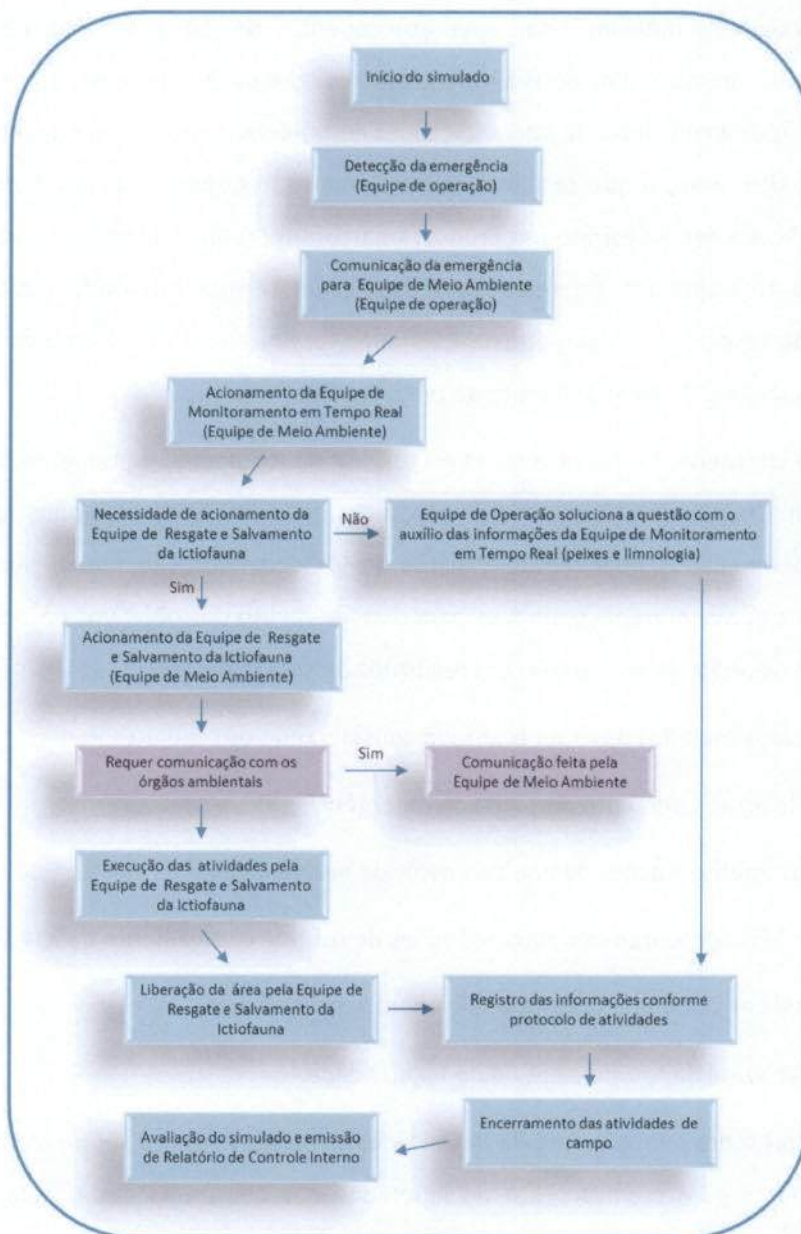 Início do simulado
Detecção da emergência
(Equipe de operação)
Comunicação da emergência
para Equipe de Meio Ambiente
(Equipe de operação)
Acionamento da Equipe de
Monitoramento em Tempo Real
(Equipe de Meio Ambiente)
Necessidade de acionamento da
Equipe de Resgate e Salvamento
da Ictiofauna
Não
Equipe de Operação soluciona a questão com o
auxílio das informações da Equipe de Monitoramento
em Tempo Real (peixes e limnologia)
Sim
Acionamento da Equipe de Resgate
e Salvamento da Ictiofauna
(Equipe de Meio Ambiente)
Requer comunicação com os
órgãos ambientais
Sim
Comunicação feita pela
Equipe de Meio Ambiente
Execução das atividades pela
Equipe de Resgate e Salvamento
da Ictiofauna
Liberação da área pela Equipe de
Resgate e Salvamento da
Ictiofauna
Registro das informações conforme
protocolo de atividades
Encerramento das atividades de
campo
Avaliação do simulado e emissão
de Relatório de Controle Interno